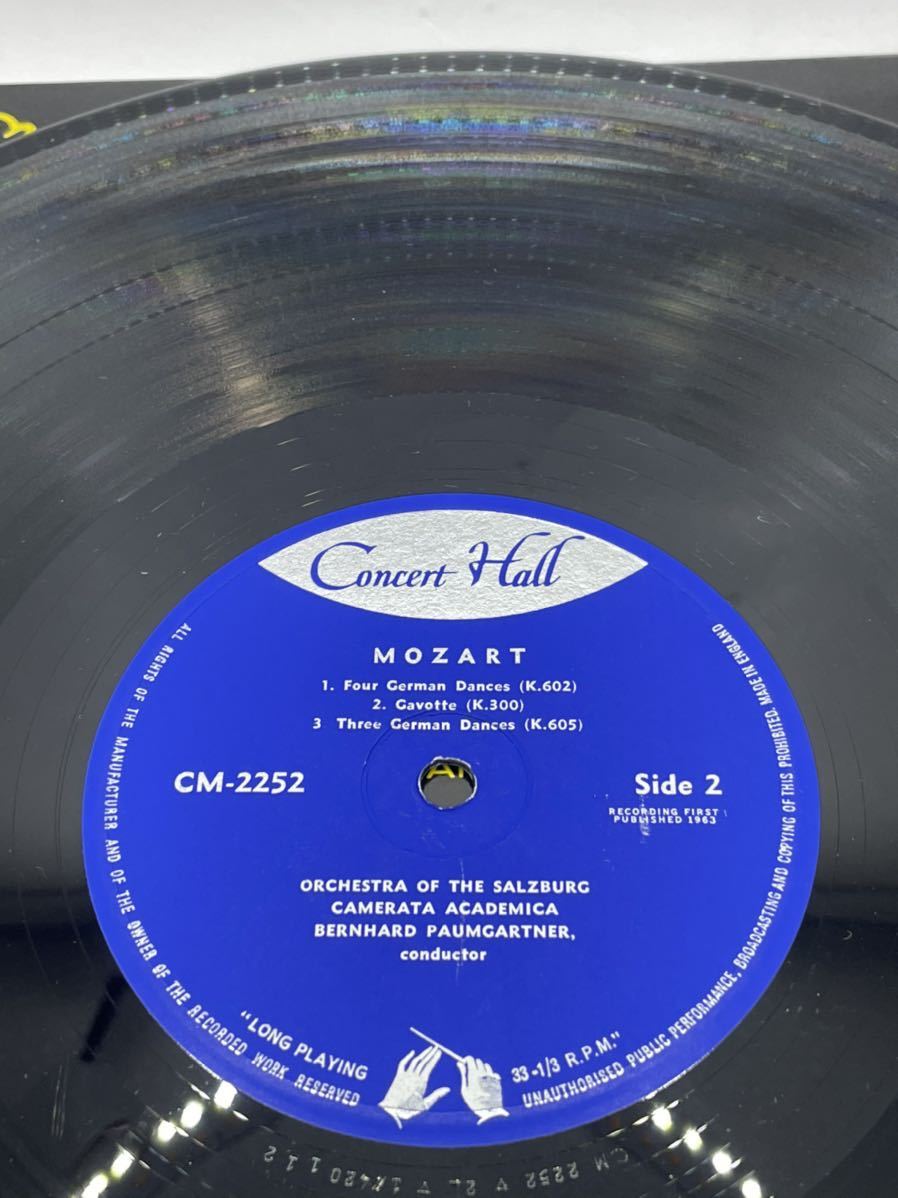 Concert Hall
MOZART
1. Four German Dances (K.602)
2. Gavotte (K.300)
3 Three German Dances (K.605)
CM-2252
Side 2
RECORDING FIRST
PUBLISHED 1963
ORCHESTRA OF THE SALZBURG
CAMERATA ACADEMICA
BERNHARD PAUMGARTNER,
conductor
"LONG PLAYING
33-1/3 R.P.M."
ALL RIGHTS OF THE MANUFACTURER AND OF THE OWNER OF THE RECORDED WORK RESERVED
UNAUTHORISED PUBLIC PERFORMANCE, BROADCASTING AND COPYING OF THIS PROHIBITED. MADE IN ENGLAND
CM 2252